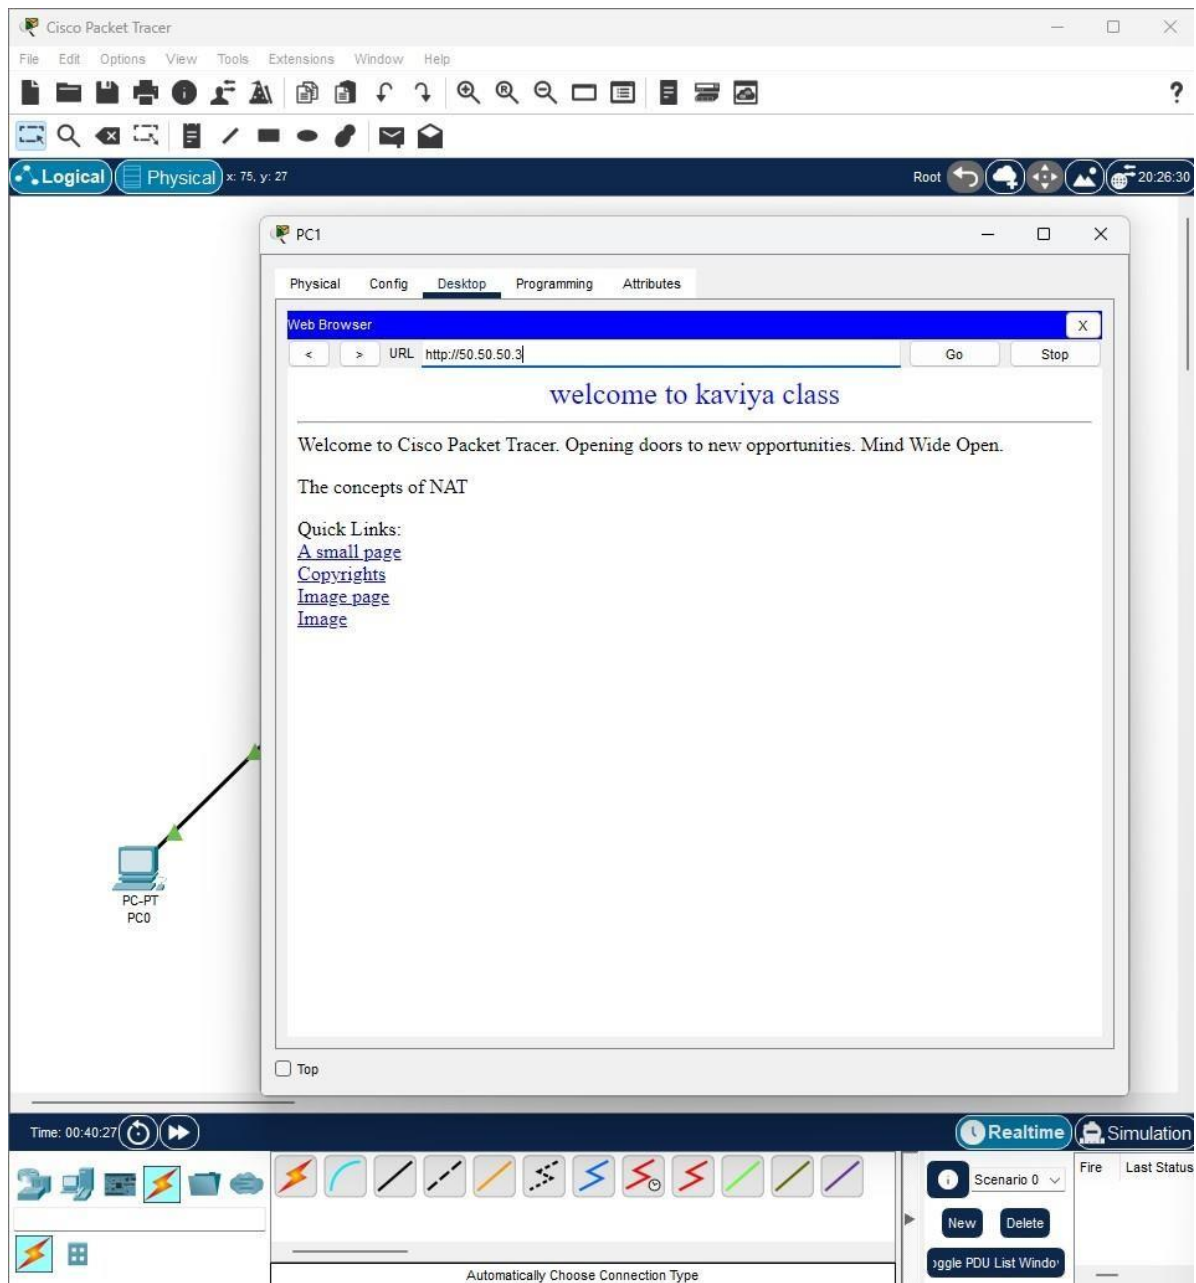 Cisco Packet Tracer
File Edit Options View Tools Extensions Window Help
?
Logical Physical x: 75, y: 27 Root 20:26:30
PC1
Physical Config Desktop Programming Attributes
Web Browser X
< > URL http://50.50.50.3 Go Stop
welcome to kaviya class
Welcome to Cisco Packet Tracer. Opening doors to new opportunities. Mind Wide Open.
The concepts of NAT
Quick Links:
A small page
Copyrights
Image page
Image
PC-PT
PC0
Top
Time: 00:40:27 Realtime Simulation
Scenario 0 Fire Last Status
New Delete
oggle PDU List Windo
Automatically Choose Connection Type